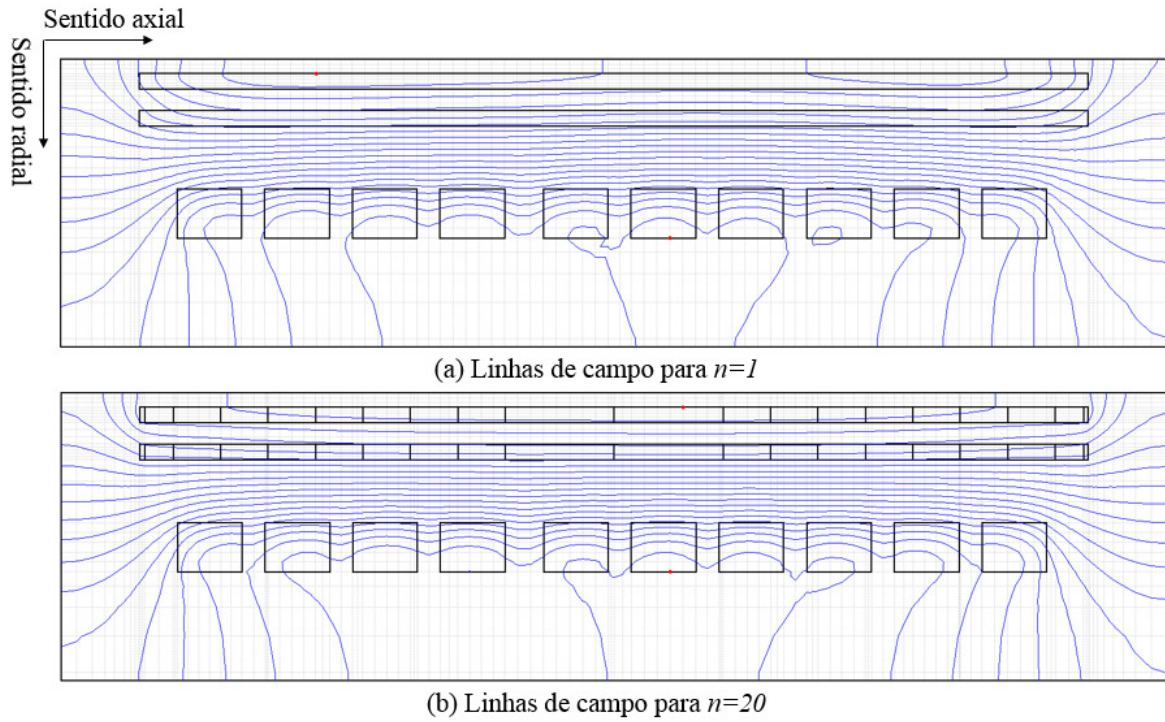 Sentido axial
Sentido radial
(a) Linhas de campo para n=1
(b) Linhas de campo para n=20